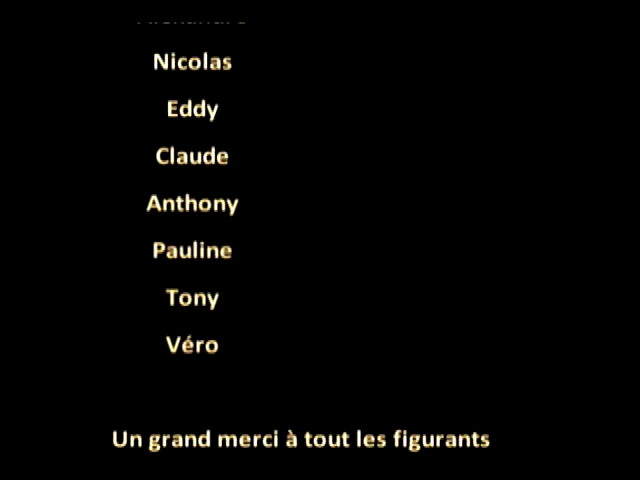 Nicolas
Eddy
Claude
Anthony
Pauline
Tony
Véro
Un grand merci à tout les figurants